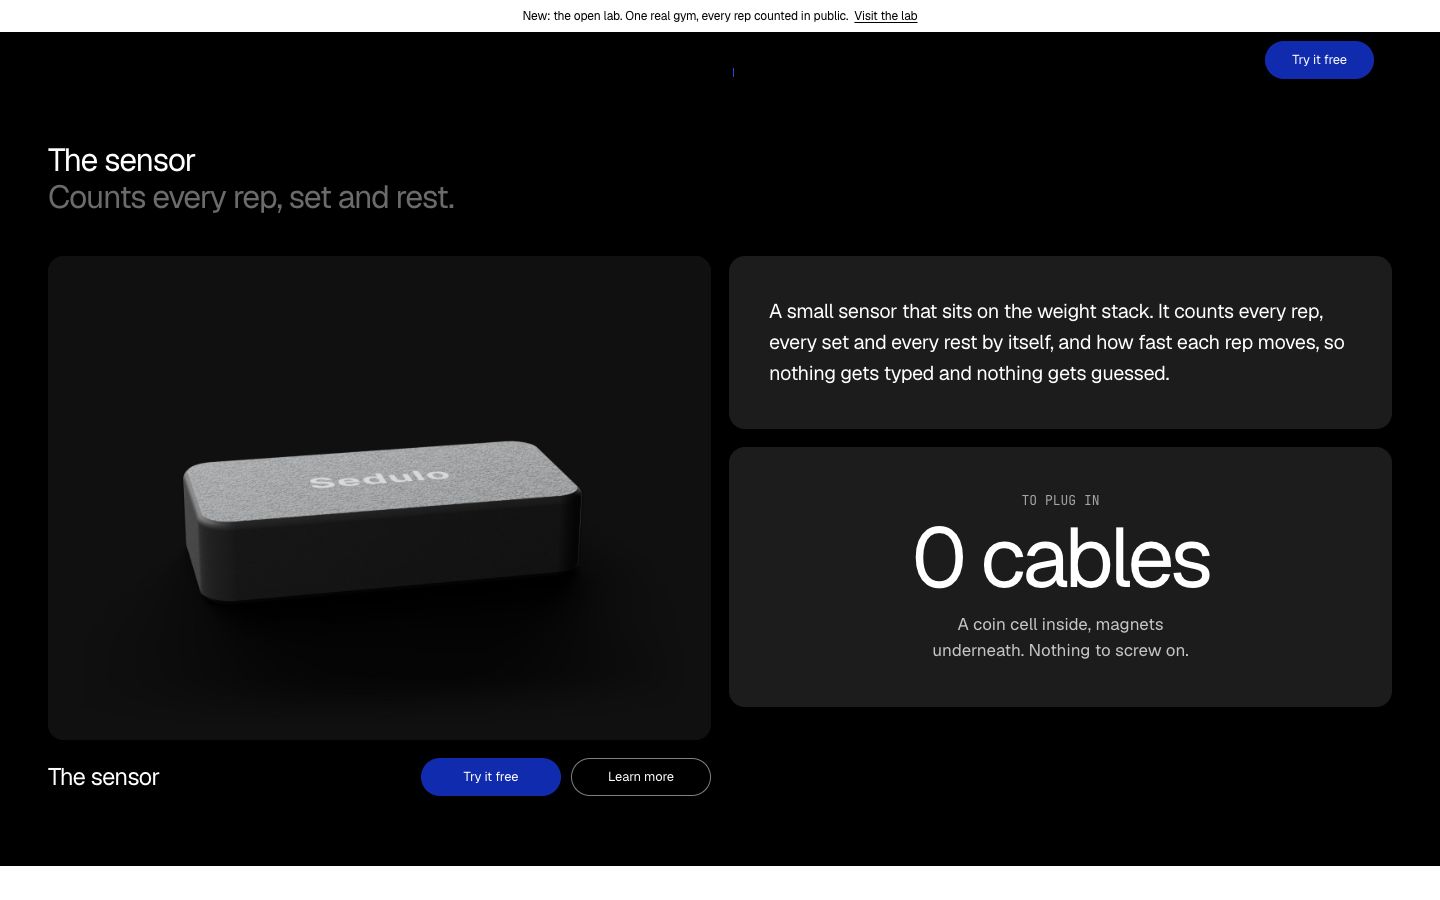 New: the open lab. One real gym, every rep counted in public. Visit the lab
Try it free
The sensor
Counts every rep, set and rest.
Sedulo
A small sensor that sits on the weight stack. It counts every rep,
every set and every rest by itself, and how fast each rep moves, so
nothing gets typed and nothing gets guessed.
TO PLUG IN
0 cables
A coin cell inside, magnets
underneath. Nothing to screw on.
The sensor
Try it free
Learn more